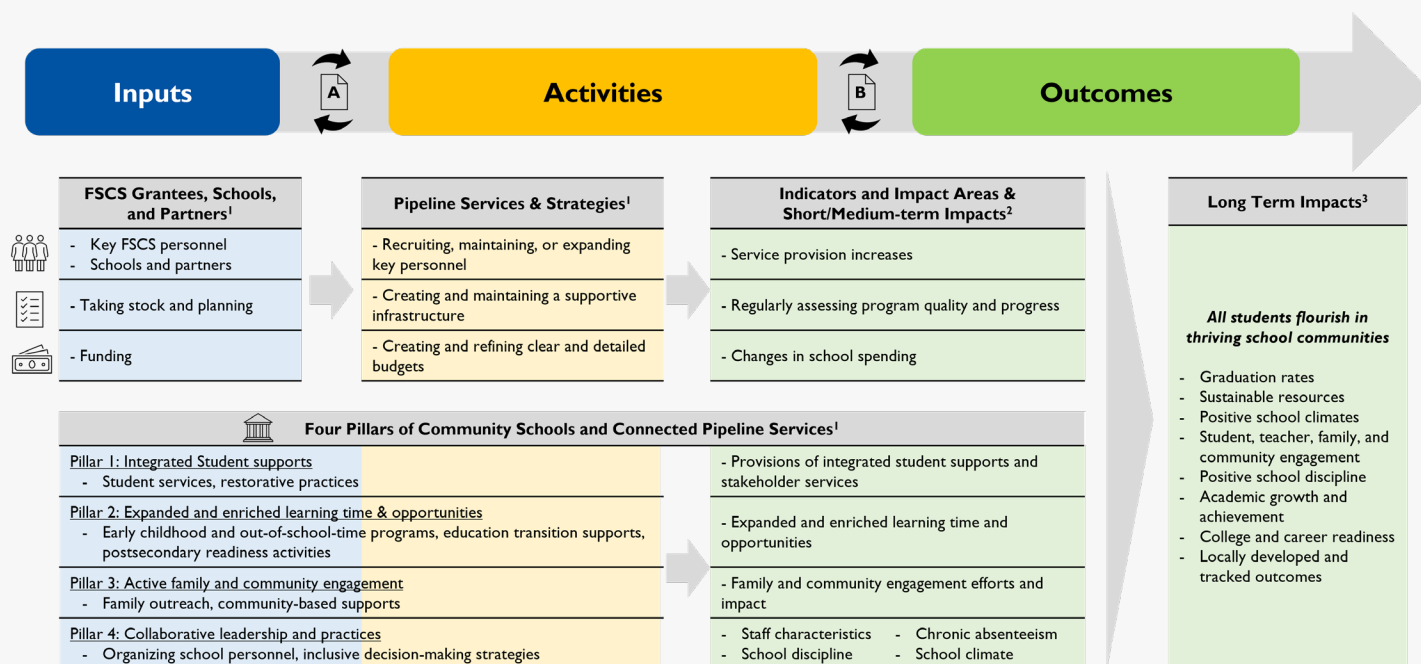 Inputs
A
Activities
B
Outcomes
FSCS Grantees, Schools,
and Partners1
- Key FSCS personnel
- Schools and partners
- Taking stock and planning
- Funding
Pipeline Services & Strategies1
- Recruiting, maintaining, or expanding
key personnel
- Creating and maintaining a supportive
infrastructure
- Creating and refining clear and detailed
budgets
Indicators and Impact Areas &
Short/Medium-term Impacts2
- Service provision increases
- Regularly assessing program quality and progress
- Changes in school spending
Long Term Impacts3
All students flourish in
thriving school communities
- Graduation rates
- Sustainable resources
- Positive school climates
- Student, teacher, family, and
community engagement
- Positive school discipline
- Academic growth and
achievement
- College and career readiness
- Locally developed and
tracked outcomes
Four Pillars of Community Schools and Connected Pipeline Services1
Pillar 1: Integrated Student supports
- Student services, restorative practices
Pillar 2: Expanded and enriched learning time & opportunities
- Early childhood and out-of-school-time programs, education transition supports,
postsecondary readiness activities
Pillar 3: Active family and community engagement
- Family outreach, community-based supports
Pillar 4: Collaborative leadership and practices
- Organizing school personnel, inclusive decision-making strategies
- Provisions of integrated student supports and
stakeholder services
- Expanded and enriched learning time and
opportunities
- Family and community engagement efforts and
impact
- Staff characteristics - Chronic absenteeism
- School discipline - School climate